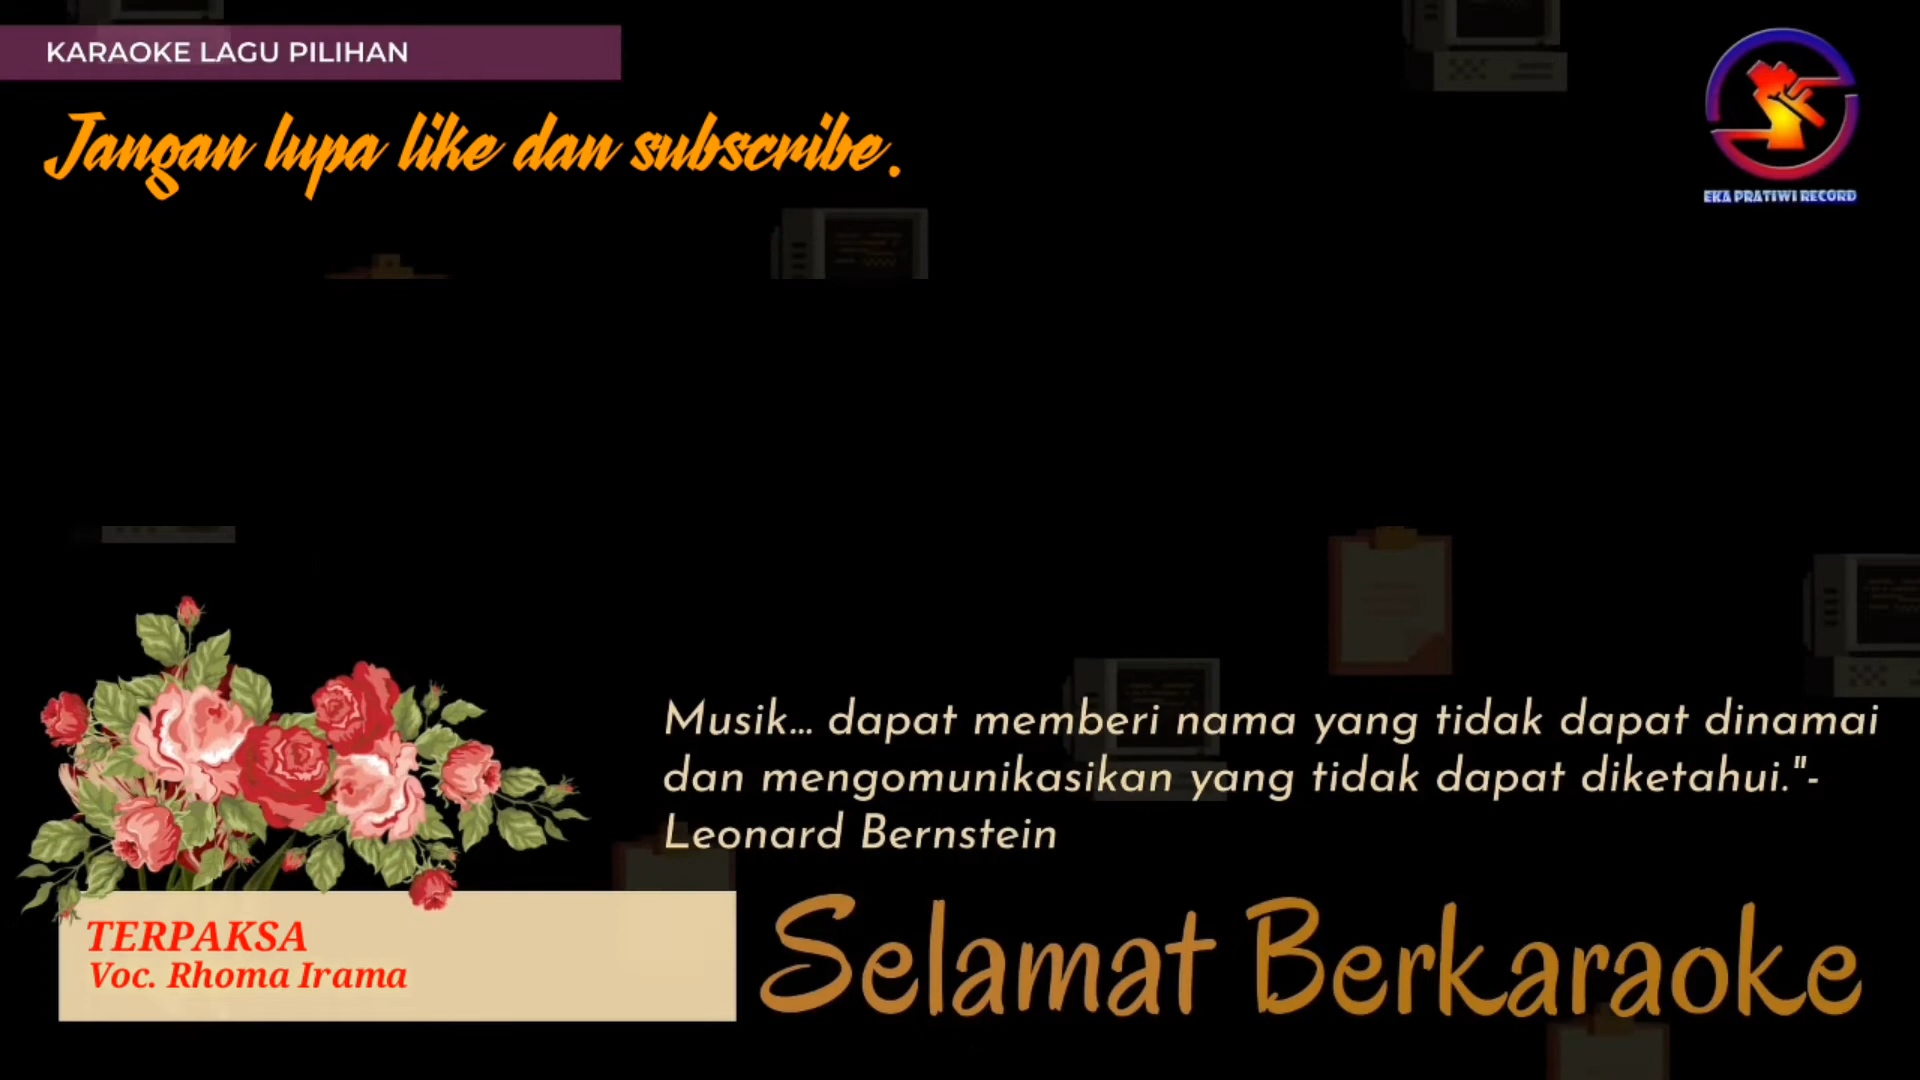 KARAOKE LAGU PILIHAN
Jangan lupa like dan subscribe.
EKA PRATIWI RECORD
Musik... dapat memberi nama yang tidak dapat dinamai
dan mengomunikasikan yang tidak dapat diketahui."-
Leonard Bernstein
TERPAKSA
Voc. Rhoma Irama
Selamat Berkaraoke